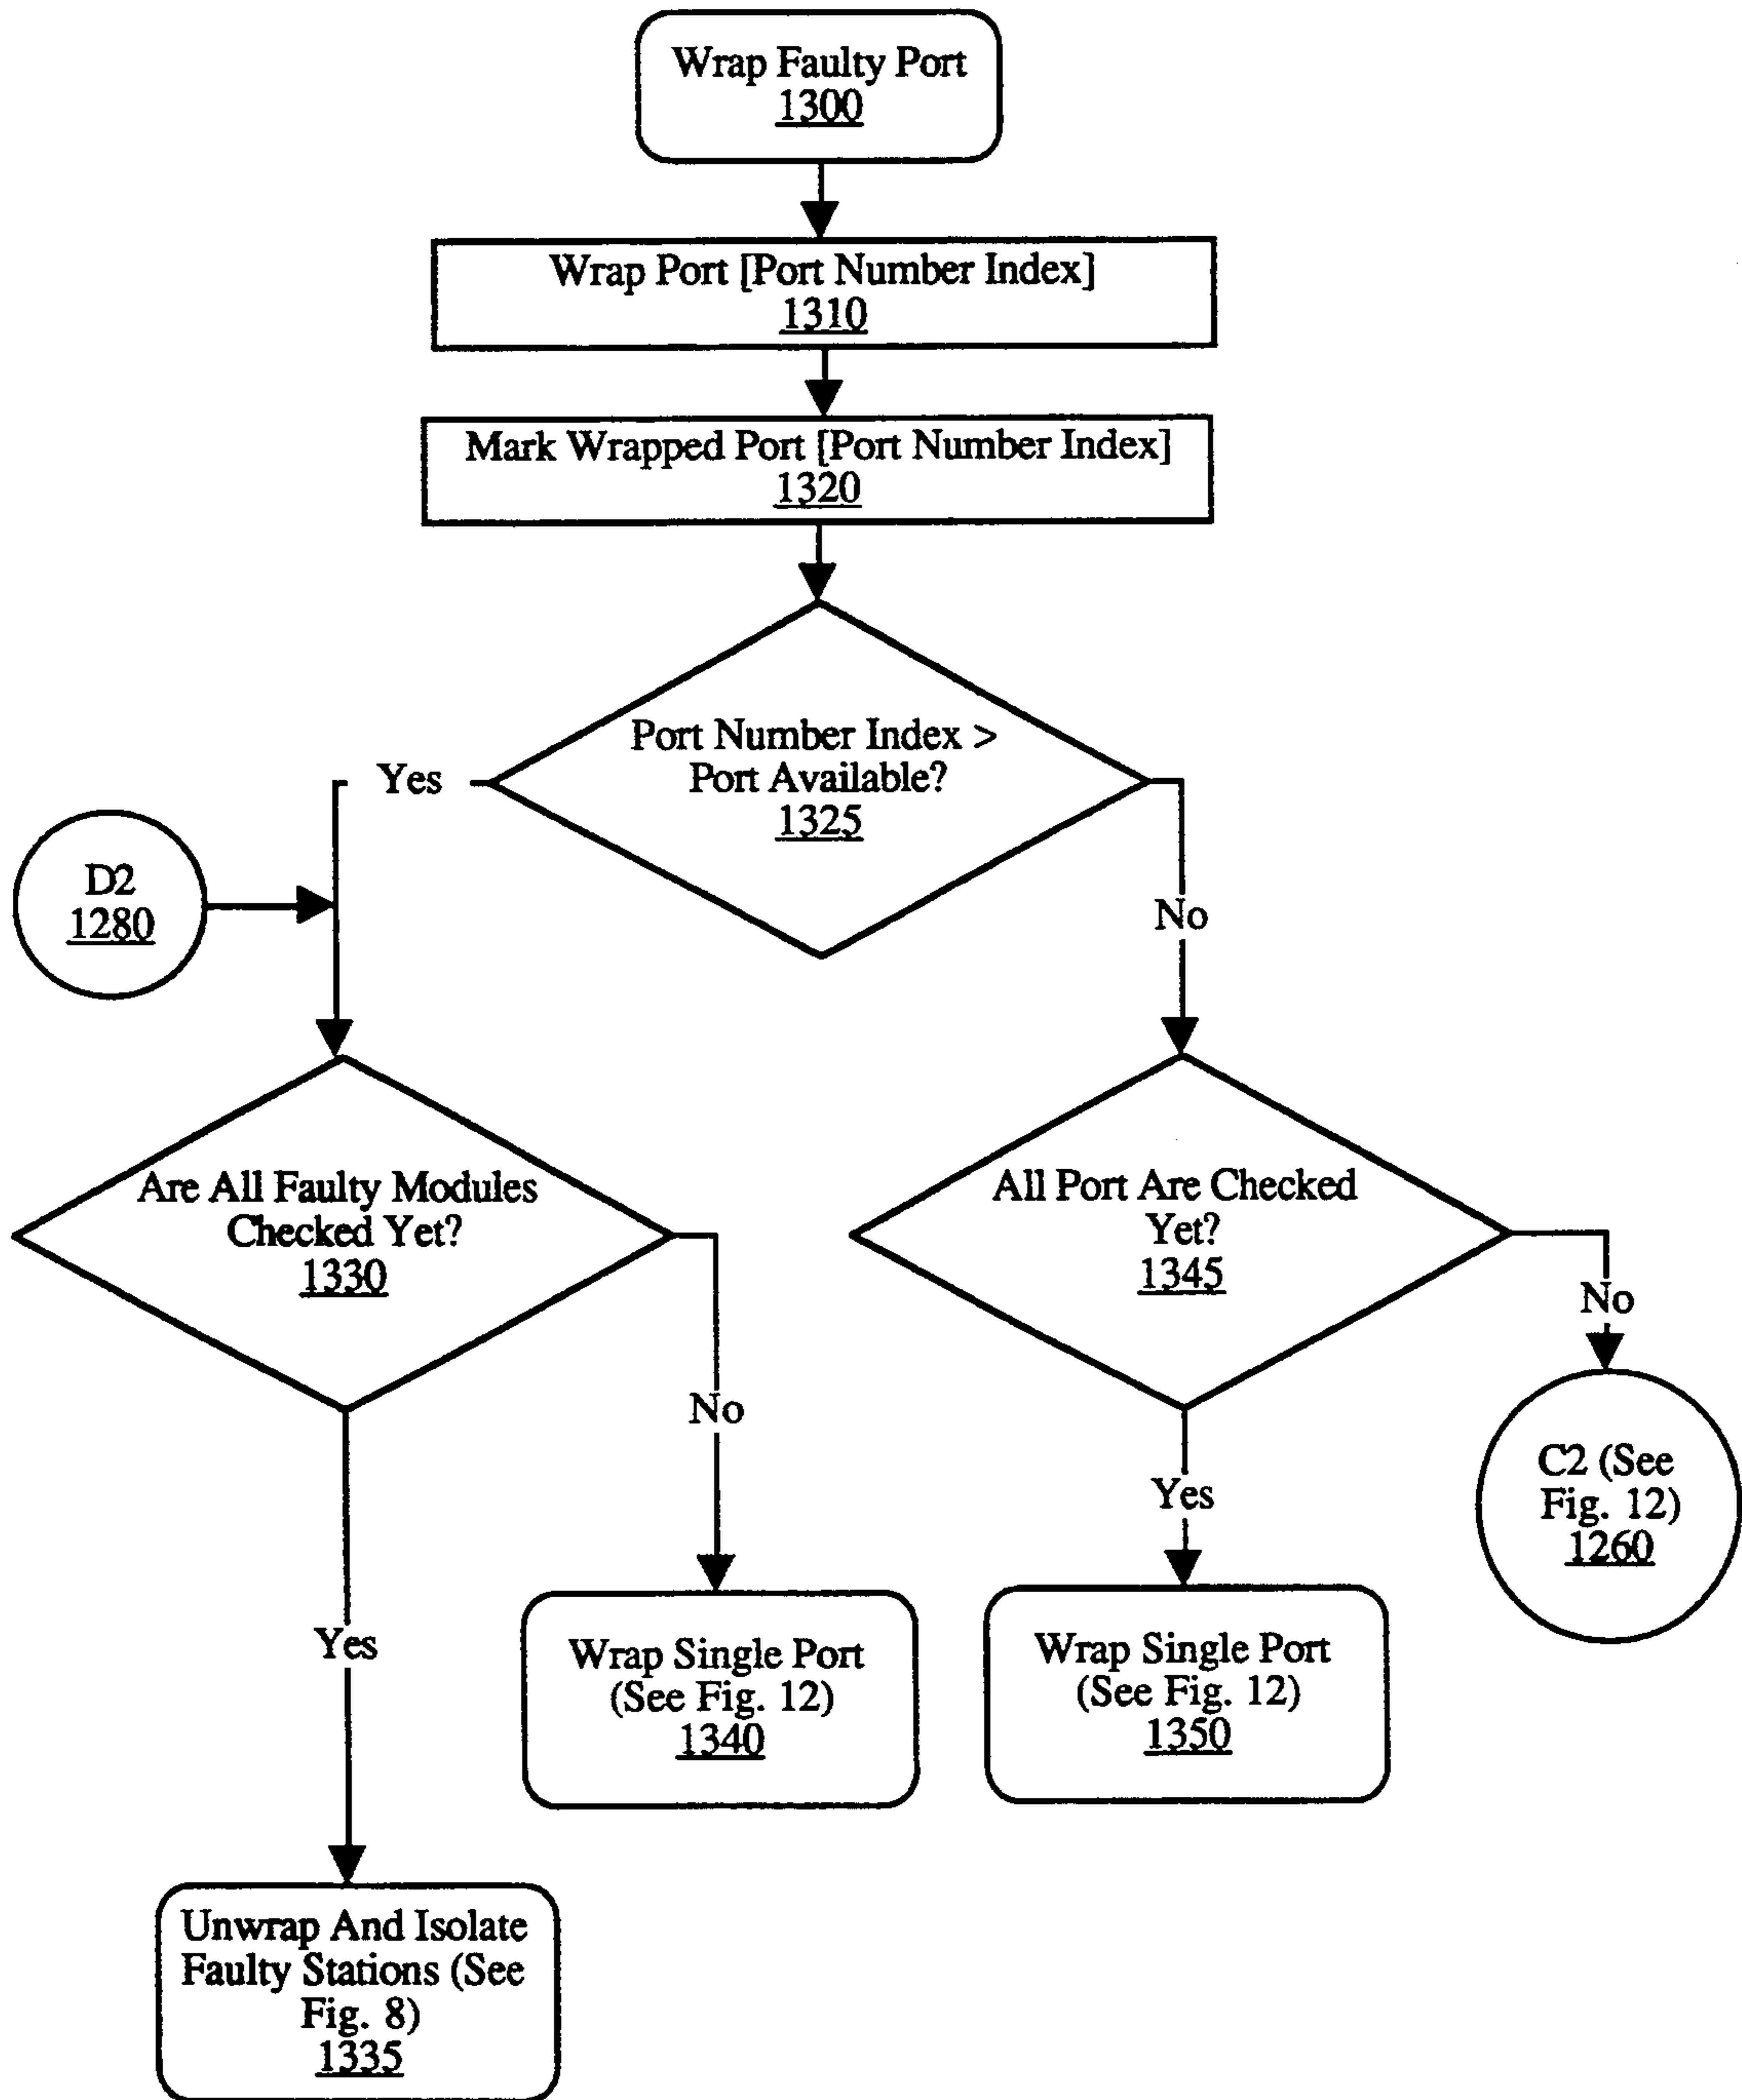 Wrap Faulty Port
1300
Wrap Port [Port Number Index]
1310
Mark Wrapped Port [Port Number Index]
1320
Port Number Index >
Port Available?
1325
Yes
No
D2
1280
Are All Faulty Modules
Checked Yet?
1330
All Port Are Checked
Yet?
1345
No
No
Yes
Yes
C2 (See
Fig. 12)
1260
Wrap Single Port
(See Fig. 12)
1340
Wrap Single Port
(See Fig. 12)
1350
Unwrap And Isolate
Faulty Stations (See
Fig. 8)
1335